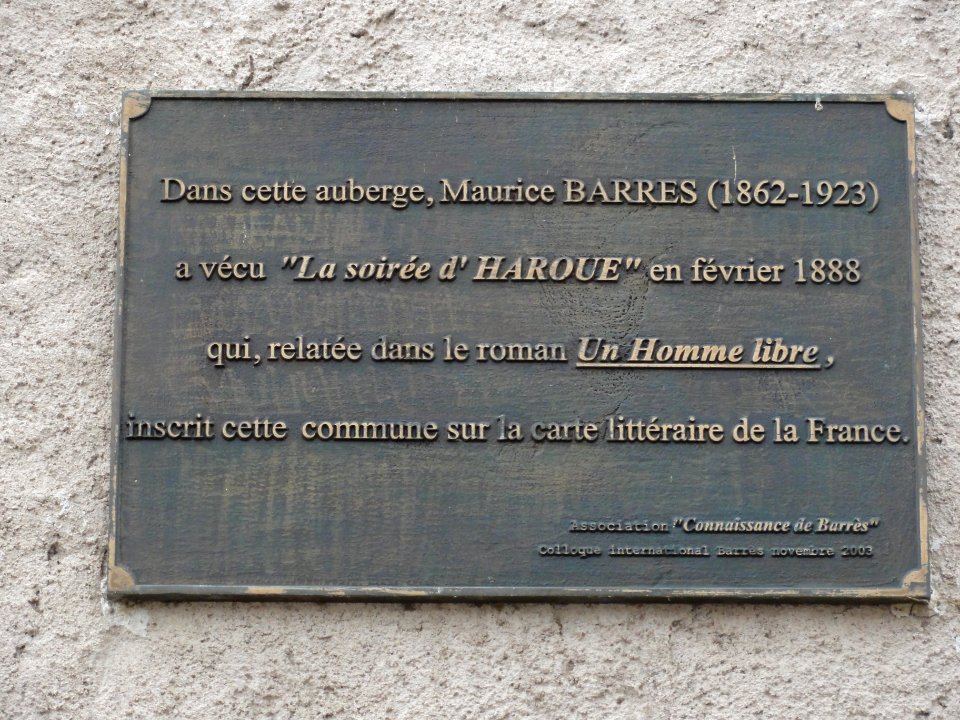 Dans cette auberge, Maurice BARRES (1862-1923)
a vécu "La soirée d' HAROUE" en février 1888
qui, relatée dans le roman Un Homme libre ,
inscrit cette commune sur la carte littéraire de la France.
Association "Connaissance de Barrès"
Colloque international Barrès novembre 2003